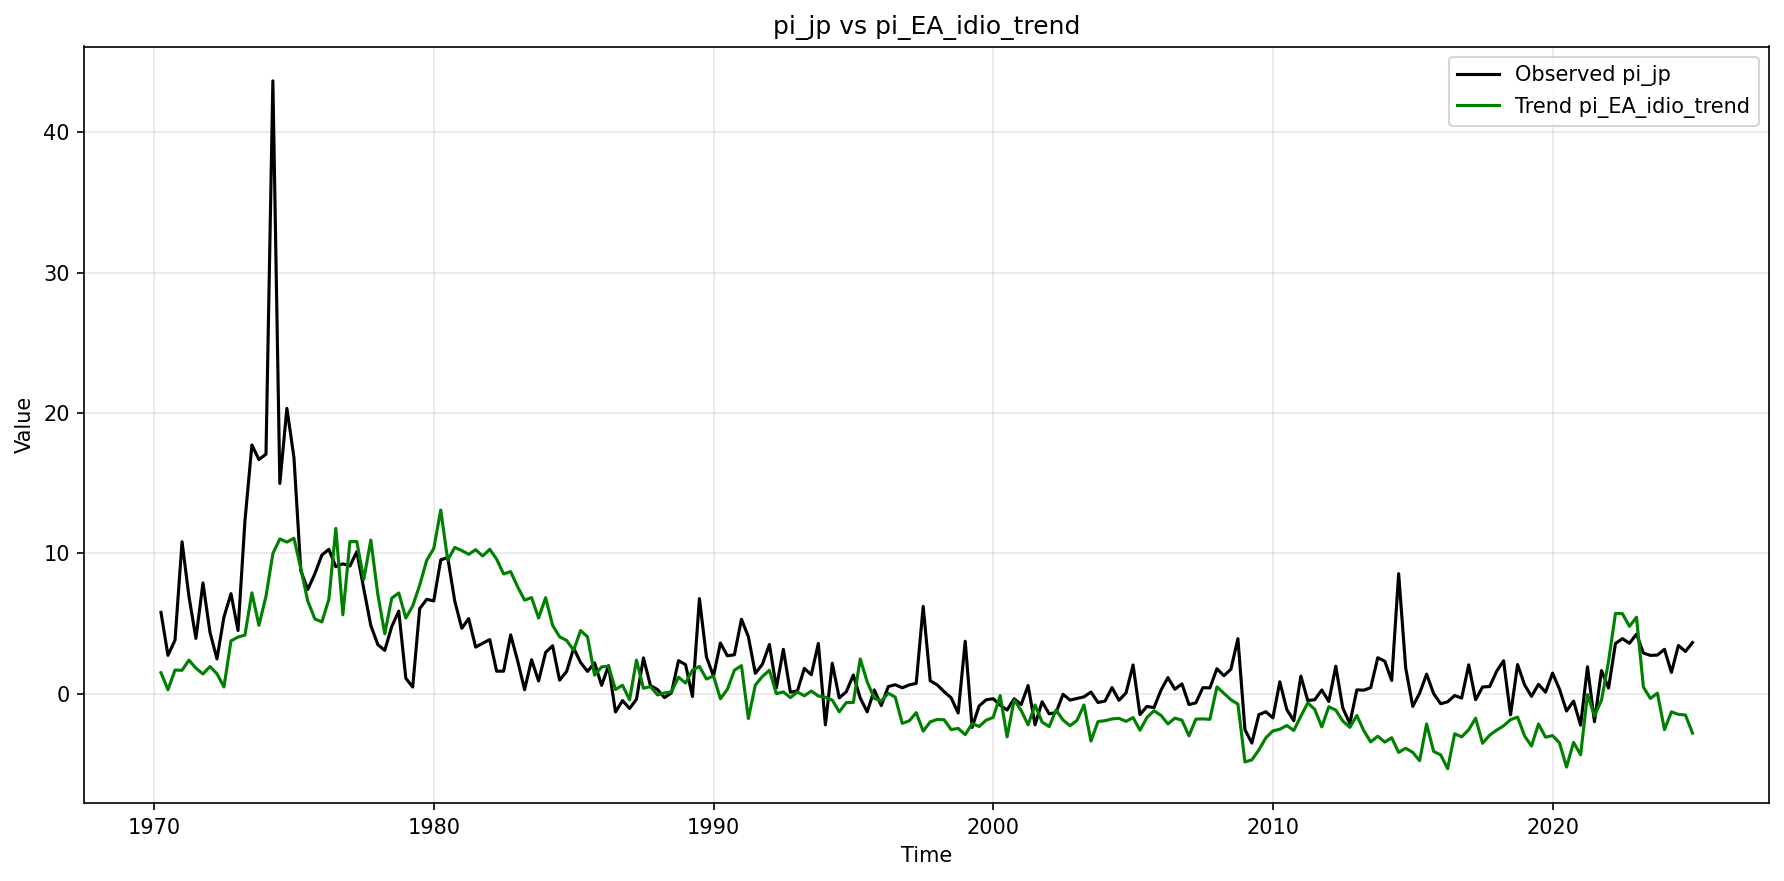 pi_jp vs pi_EA_idio_trend
Observed pi_jp
Trend pi_EA_idio_trend
Value
40
30
20
10
0
1970
1980
1990
2000
2010
2020
Time